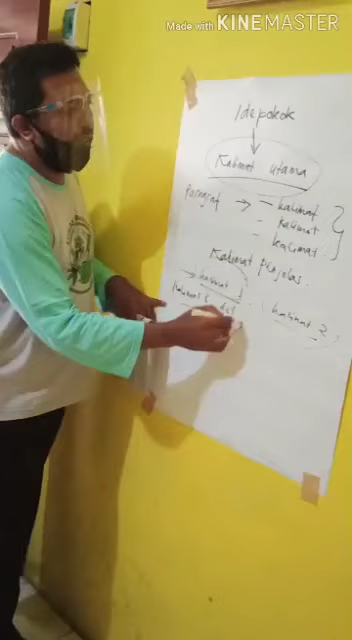 Made with KINEMASTER
Ide pokok
Kalimat utama
Paragraf → - kalimat
- kalimat
- kalimat
Kalimat penjelas.
→ kalimat 1
kalimat 2